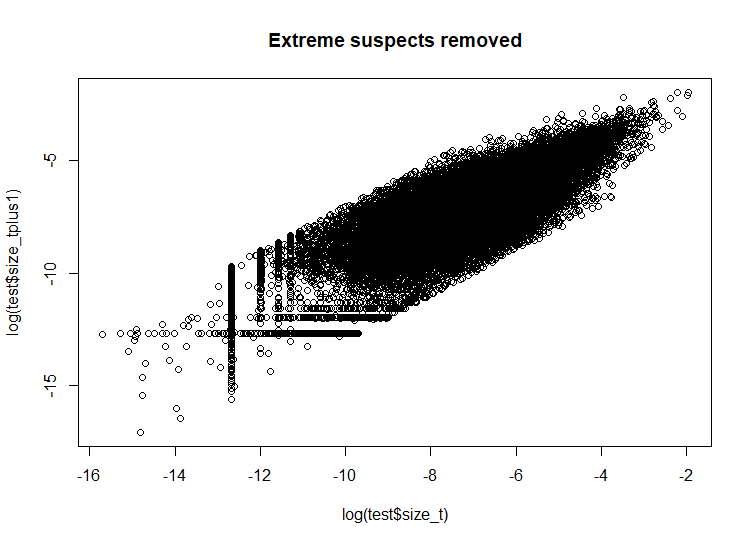 Extreme suspects removed
log(test$size_tplus1)
-5
-10
-15
-16 -14 -12 -10 -8 -6 -4 -2
log(test$size_t)